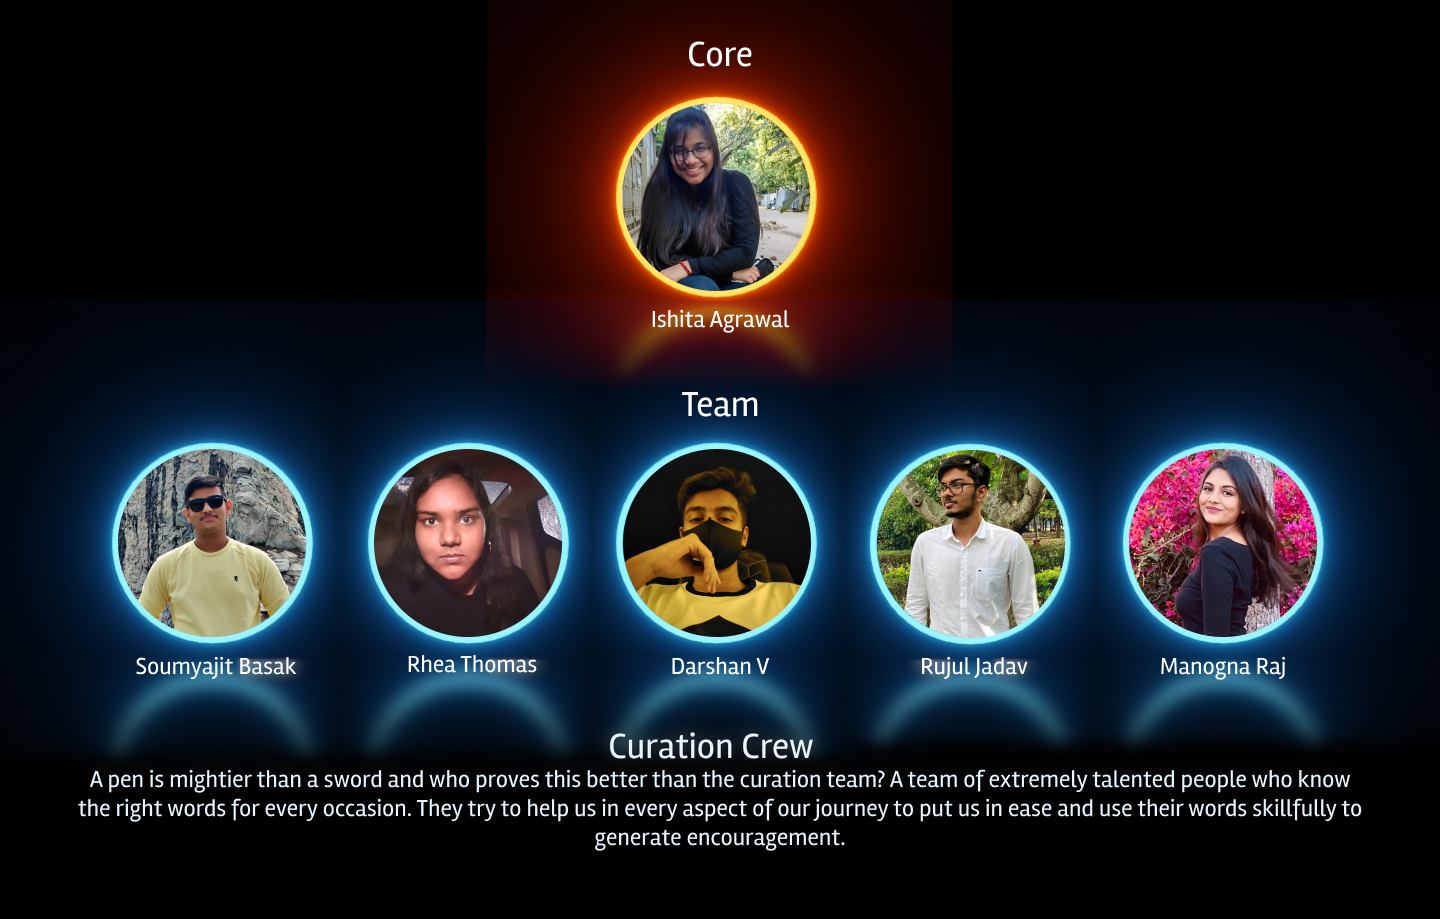 Core
Ishita Agrawal
Team
Soumyajit Basak
Rhea Thomas
Darshan V
Rujul Jadav
Manogna Raj
Curation Crew
A pen is mightier than a sword and who proves this better than the curation team? A team of extremely talented people who know
the right words for every occasion. They try to help us in every aspect of our journey to put us in ease and use their words skillfully to
generate encouragement.